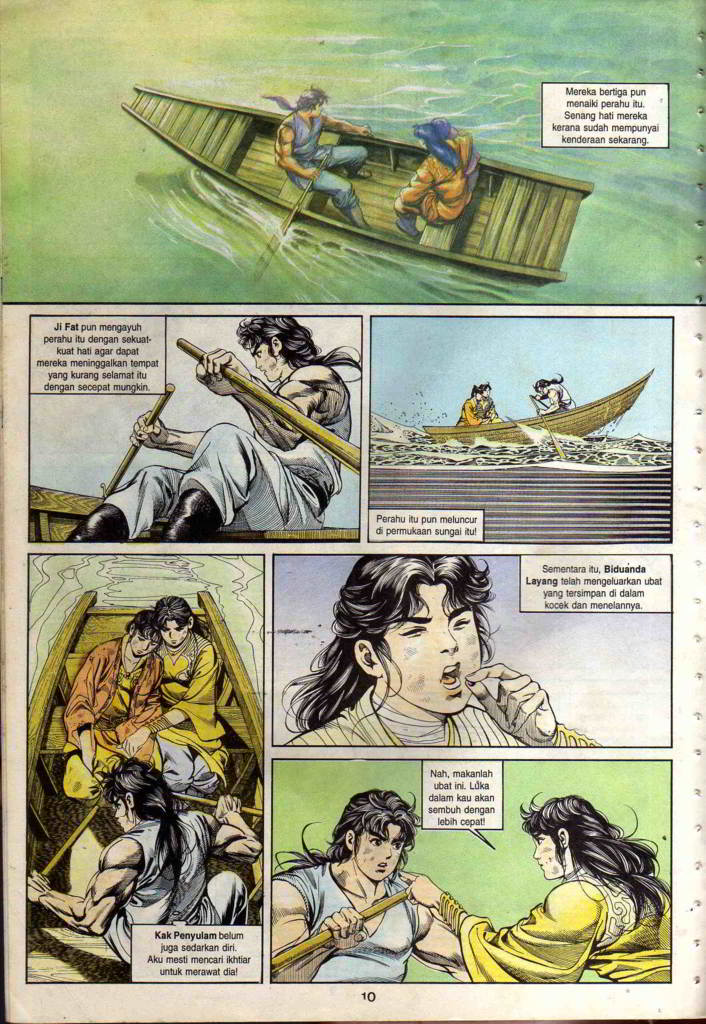 Mereka bertiga pun
menaiki perahu itu.
Senang hati mereka
kerana sudah mempunyai
kenderaan sekarang.
Ji Fat pun mengayuh
perahu itu dengan sekuat-
kuat hati agar dapat
mereka meninggalkan tempat
yang kurang selamat itu
dengan secepat mungkin.
Perahu itu pun meluncur
di permukaan sungai itu!
Kak Penyulam belum
juga sedarkan diri.
Aku mesti mencari ikhtiar
untuk merawat dia!
Sementara itu, Biduanda
Layang telah mengeluarkan ubat
yang tersimpan di dalam
kocek dan menelannya.
Nah, makanlah
ubat ini. Luka
dalam kau akan
sembuh dengan
lebih cepat!
10